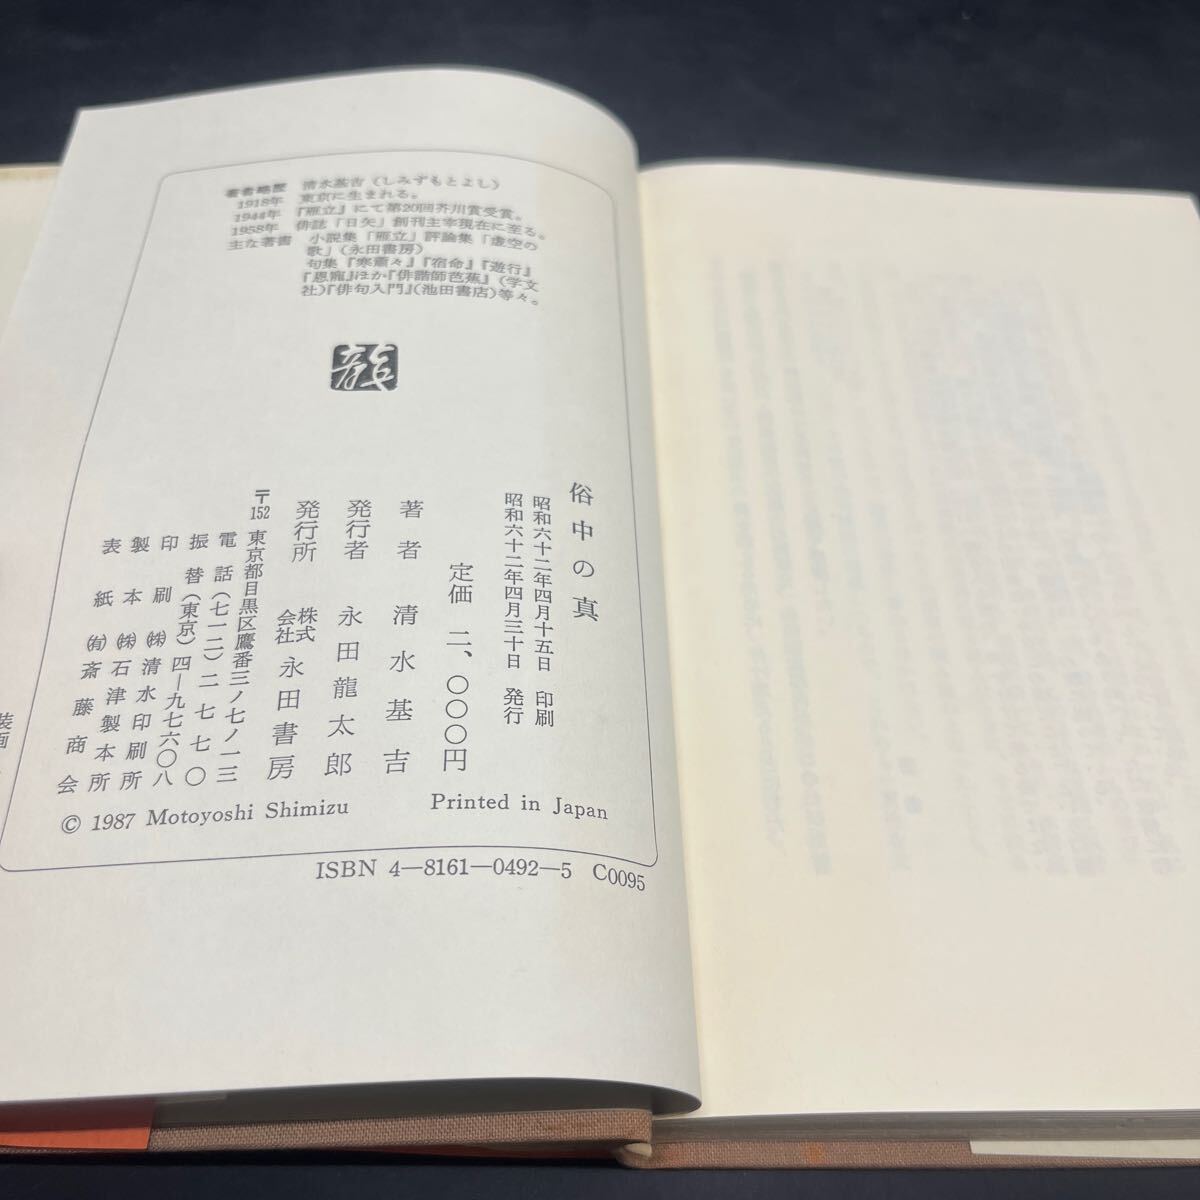 著者略歴 清水基吉(しみずもとよし)
1918年 東京に生まれる。
1944年 『雁立』にて第20回芥川賞受賞。
1958年 俳誌「日矢」創刊主宰現在に至る。
主な著書 小説集「雁立」評論集「虚空の
歌」(永田書房)
句集『寒蕭々』『宿命』『遊行』
『恩寵』ほか『俳諧師芭蕉』(学文
社)『俳句入門』(池田書店)等々。
龍
俗中の真
昭和六十二年四月十五日 印刷
昭和六十二年四月三十日 発行
定価 二、〇〇〇円
著者 清水基吉
発行者 永田龍太郎
発行所 株式会社 永田書房
〒152 東京都目黒区鷹番三ノ七ノ一三
電話(七一二)二七七〇
振替(東京)四―九七六〇八
印刷 ㈱清水印刷所
製本 ㈱石津製本所
表紙 ㈲斎藤商会
© 1987 Motoyoshi Shimizu Printed in Japan
ISBN 4―8161―0492―5 C0095
装画